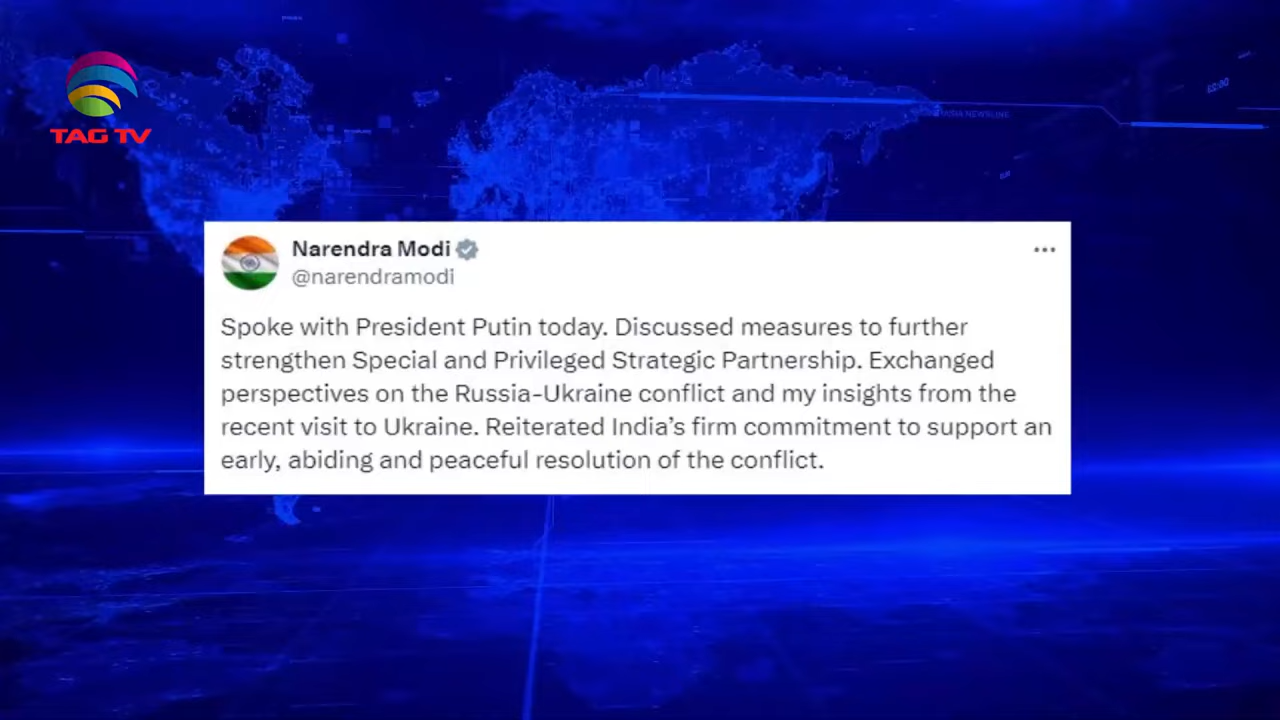 TAG TV
Narendra Modi
@narendramodi
Spoke with President Putin today. Discussed measures to further
strengthen Special and Privileged Strategic Partnership. Exchanged
perspectives on the Russia-Ukraine conflict and my insights from the
recent visit to Ukraine. Reiterated India’s firm commitment to support an
early, abiding and peaceful resolution of the conflict.